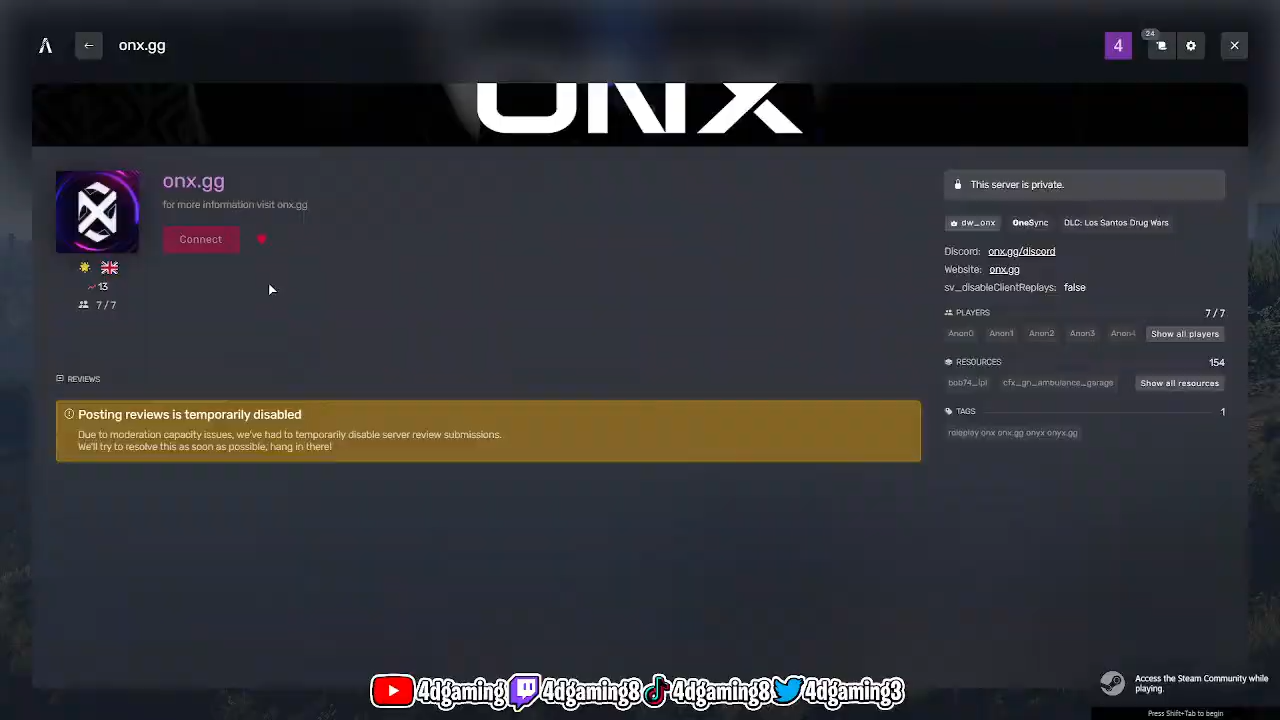 onx.gg
4
24
ONX
onx.gg
for more information visit onx.gg
Connect
13
7/7
This server is private.
dw_onx
OneSync
DLC: Los Santos Drug Wars
Discord: onx.gg/discord
Website: onx.gg
sv_disableClientReplays: false
PLAYERS 7/7
Anon0 Anon1 Anon2 Anon3 Anon4 Show all players
RESOURCES 154
bob74_ipl cfx_gn_ambulance_garage Show all resources
TAGS 1
roleplay onx onx.gg onyx onyx.gg
REVIEWS
Posting reviews is temporarily disabled
Due to moderation capacity issues, we've had to temporarily disable server review submissions.
We'll try to resolve this as soon as possible, hang in there!
4dgaming 4dgaming8 4dgaming8 4dgaming3
Access the Steam Community while
playing.
Press Shift+Tab to begin